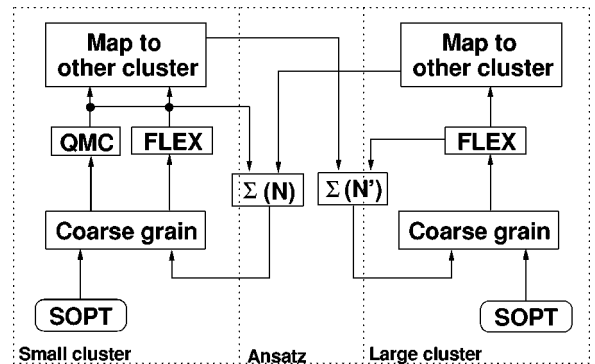 Map to
other cluster
Map to
other cluster
QMC
FLEX
FLEX
Σ (N)
Σ (N')
Coarse grain
Coarse grain
SOPT
SOPT
Small cluster
Ansatz
Large cluster